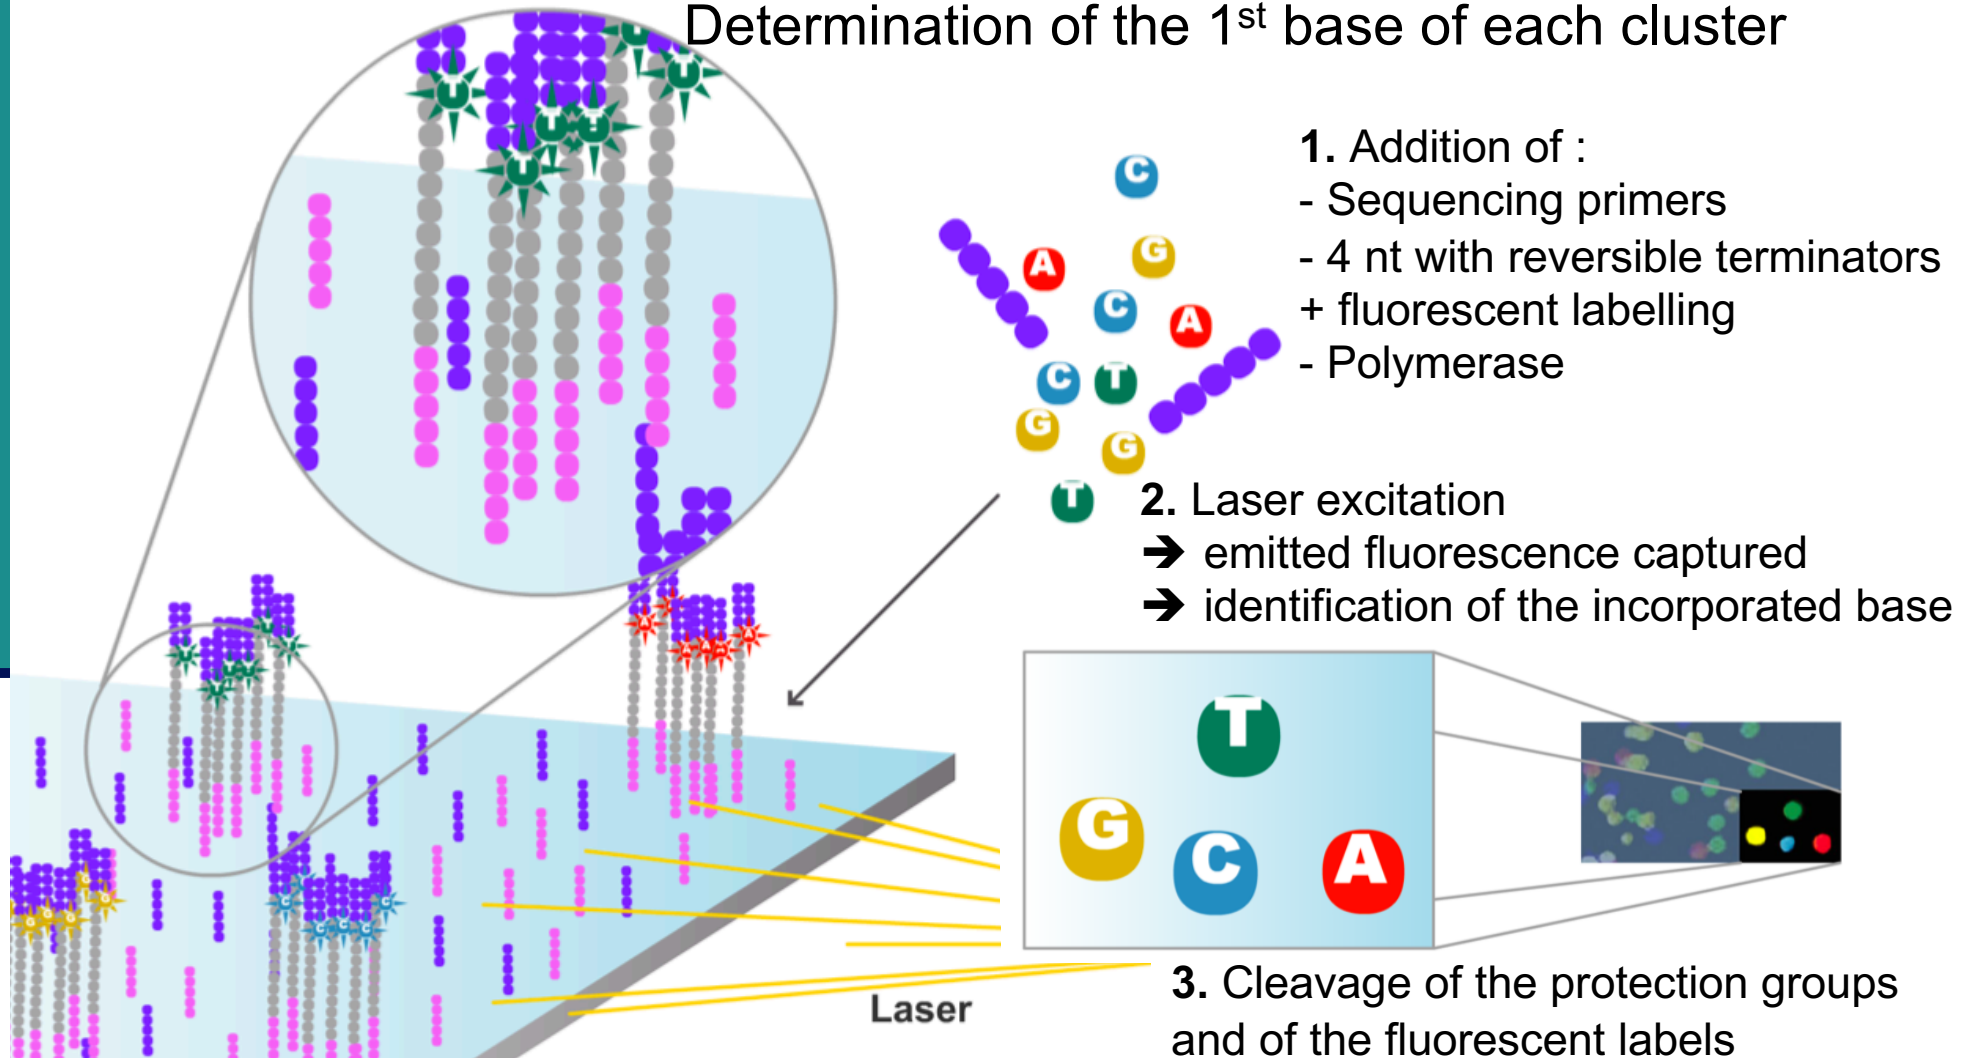 Determination of the 1st base of each cluster
1. Addition of :
- Sequencing primers
- 4 nt with reversible terminators
+ fluorescent labelling
- Polymerase
C
A
G
C
A
C
T
G
G
T
2. Laser excitation
➔ emitted fluorescence captured
➔ identification of the incorporated base
T
G
C
A
Laser
3. Cleavage of the protection groups
and of the fluorescent labels